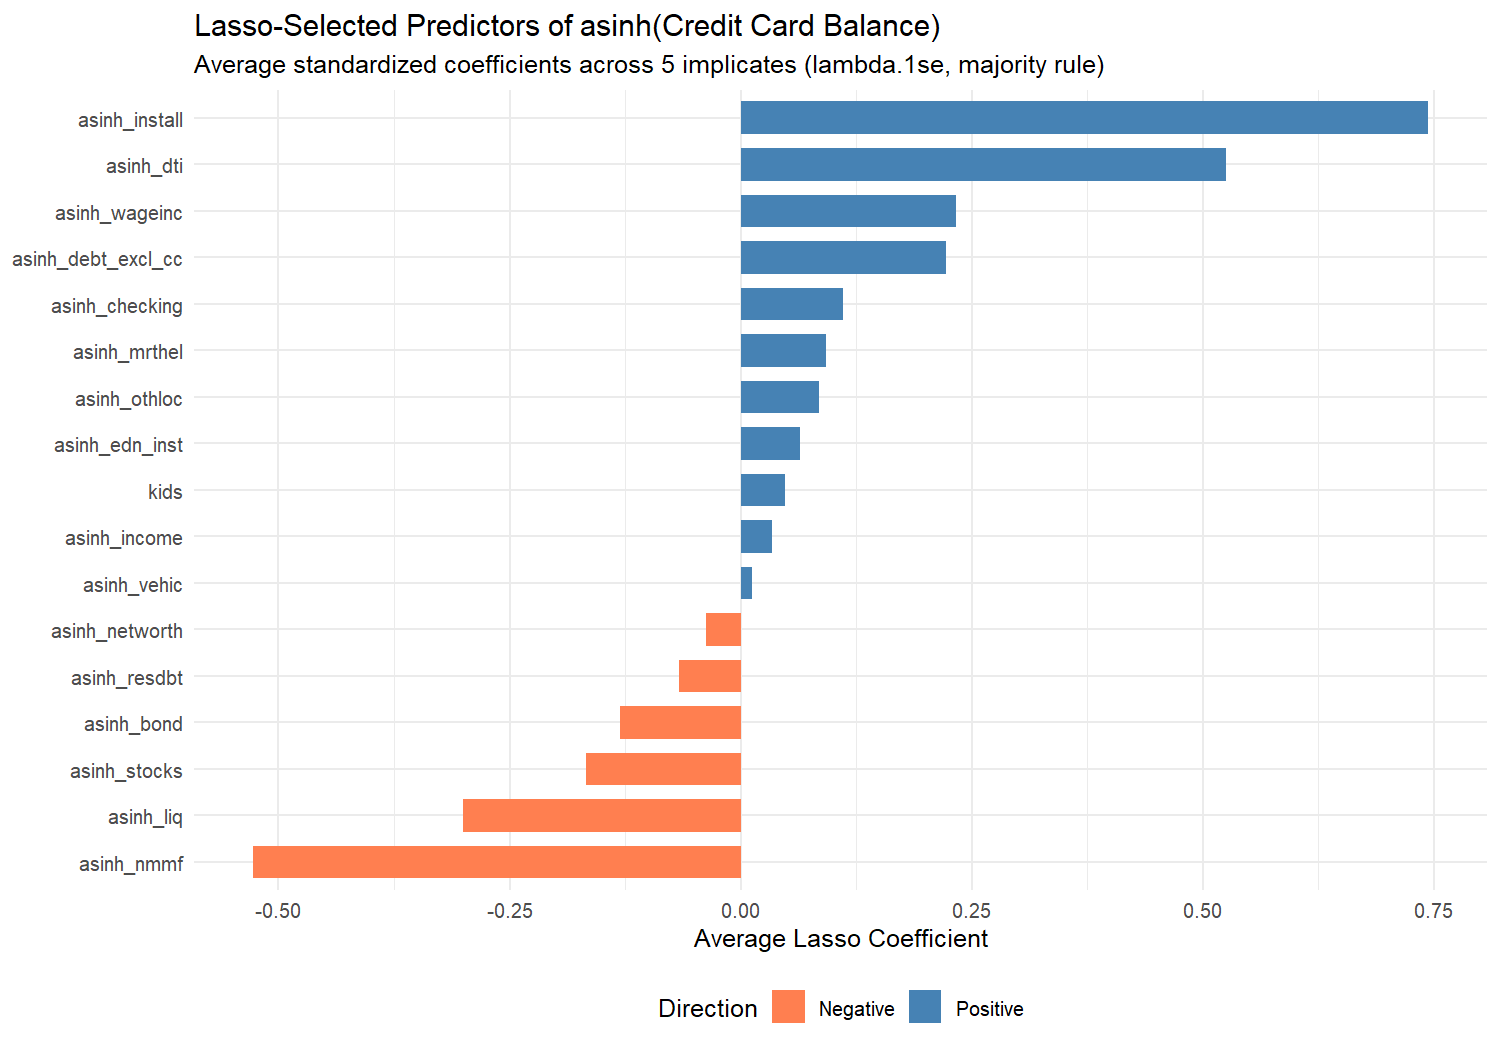 Lasso-Selected Predictors of asinh(Credit Card Balance)
Average standardized coefficients across 5 implicates (lambda.1se, majority rule)
asinh_install
asinh_dti
asinh_wageinc
asinh_debt_excl_cc
asinh_checking
asinh_mrthel
asinh_othloc
asinh_edn_inst
kids
asinh_income
asinh_vehic
asinh_networth
asinh_resdbt
asinh_bond
asinh_stocks
asinh_liq
asinh_nmmf
-0.50 -0.25 0.00 0.25 0.50 0.75
Average Lasso Coefficient
Direction Negative Positive